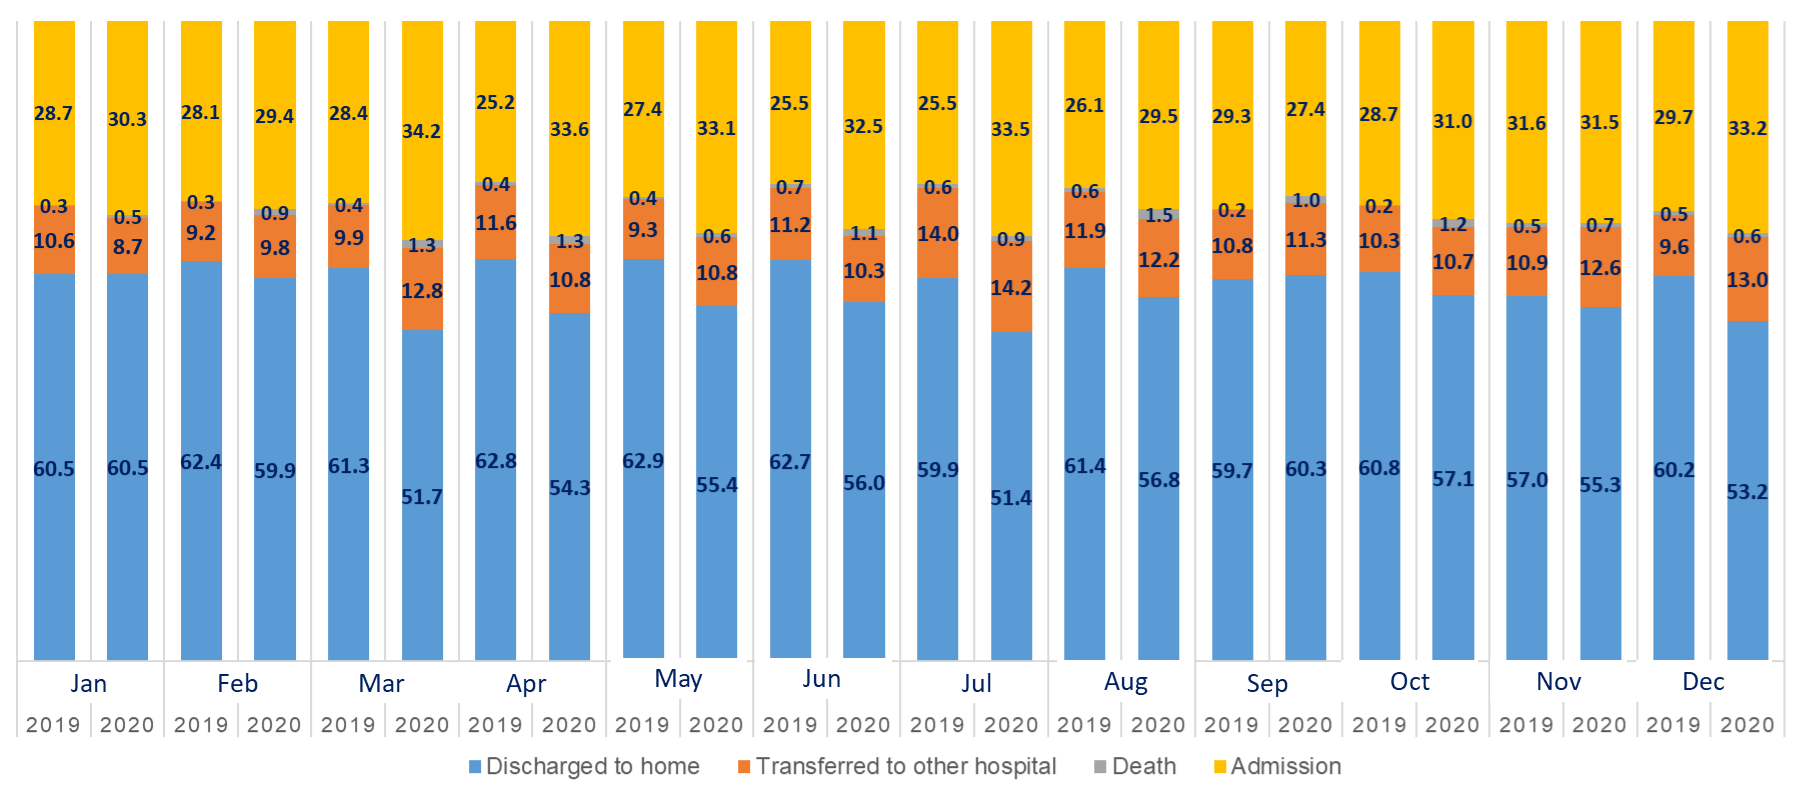 28.7 30.3 28.1 29.4 28.4 34.2 25.2 33.6 27.4 33.1 25.5 32.5 25.5 33.5 26.1 29.5 29.3 27.4 28.7 31.0 31.6 31.5 29.7 33.2
0.3 0.5 0.3 0.9 0.4 1.3 0.4 1.3 0.4 0.6 0.7 1.1 0.6 0.9 0.6 1.5 0.2 1.0 0.2 1.2 0.5 0.7 0.5 0.6
10.6 8.7 9.2 9.8 9.9 12.8 11.6 10.8 9.3 10.8 11.2 10.3 14.0 14.2 11.9 12.2 10.8 11.3 10.3 10.7 10.9 12.6 9.6 13.0
60.5 60.5 62.4 59.9 61.3 51.7 62.8 54.3 62.9 55.4 62.7 56.0 59.9 51.4 61.4 56.8 59.7 60.3 60.8 57.1 57.0 55.3 60.2 53.2
Jan Feb Mar Apr May Jun Jul Aug Sep Oct Nov Dec
2019 2020 2019 2020 2019 2020 2019 2020 2019 2020 2019 2020 2019 2020 2019 2020 2019 2020 2019 2020 2019 2020 2019 2020
Discharged to home Transferred to other hospital Death Admission